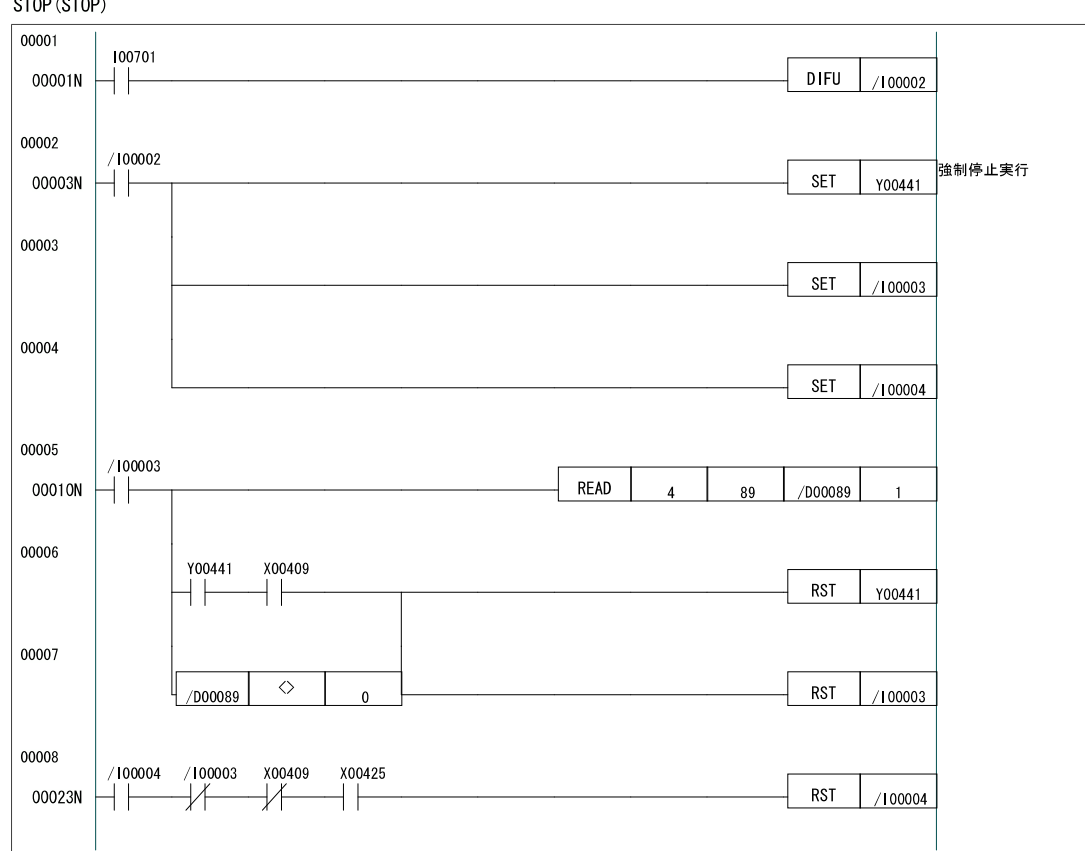 STOP(STOP)
00001
I00701
00001N
DIFU /I00002
00002
/I00002
00003N
SET Y00441
強制停止実行
00003
SET /I00003
00004
SET /I00004
00005
/I00003
00010N
READ 4 89 /D00089 1
00006
Y00441 X00409
RST Y00441
00007
/D00089 <> 0
RST /I00003
00008
/I00004 /I00003 X00409 X00425
00023N
RST /I00004